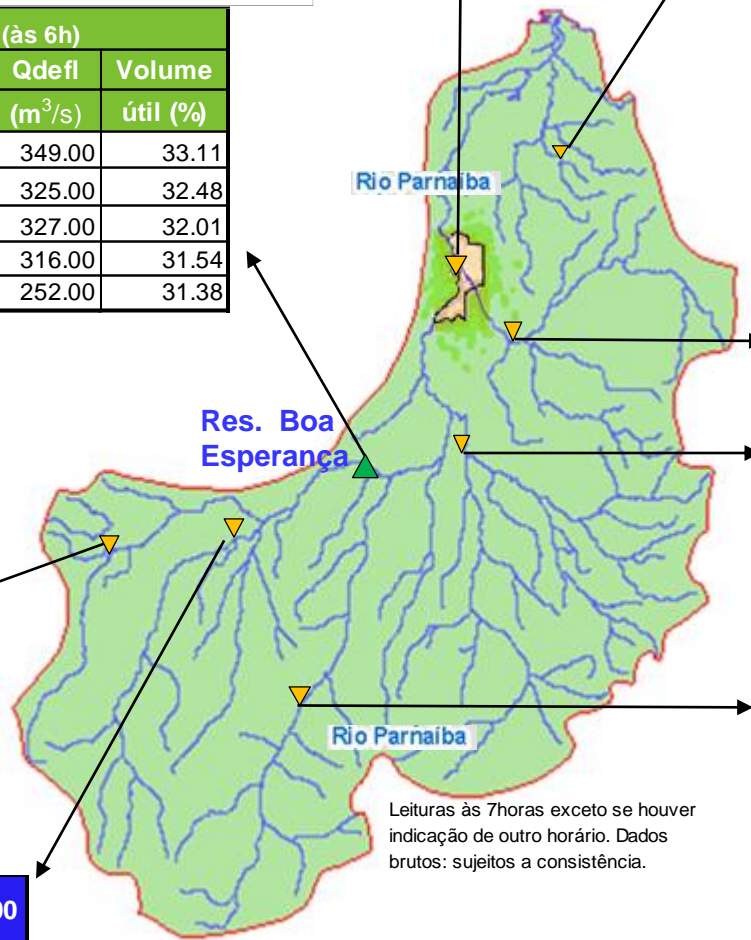 (às 6h)
Qdefl Volume
(m³/s) útil (%)
349.00 33.11
325.00 32.48
327.00 32.01
316.00 31.54
252.00 31.38
Rio Parnaíba
Res. Boa
Esperança
Rio Parnaíba
Leituras às 7horas exceto se houver
indicação de outro horário. Dados
brutos: sujeitos a consistência.